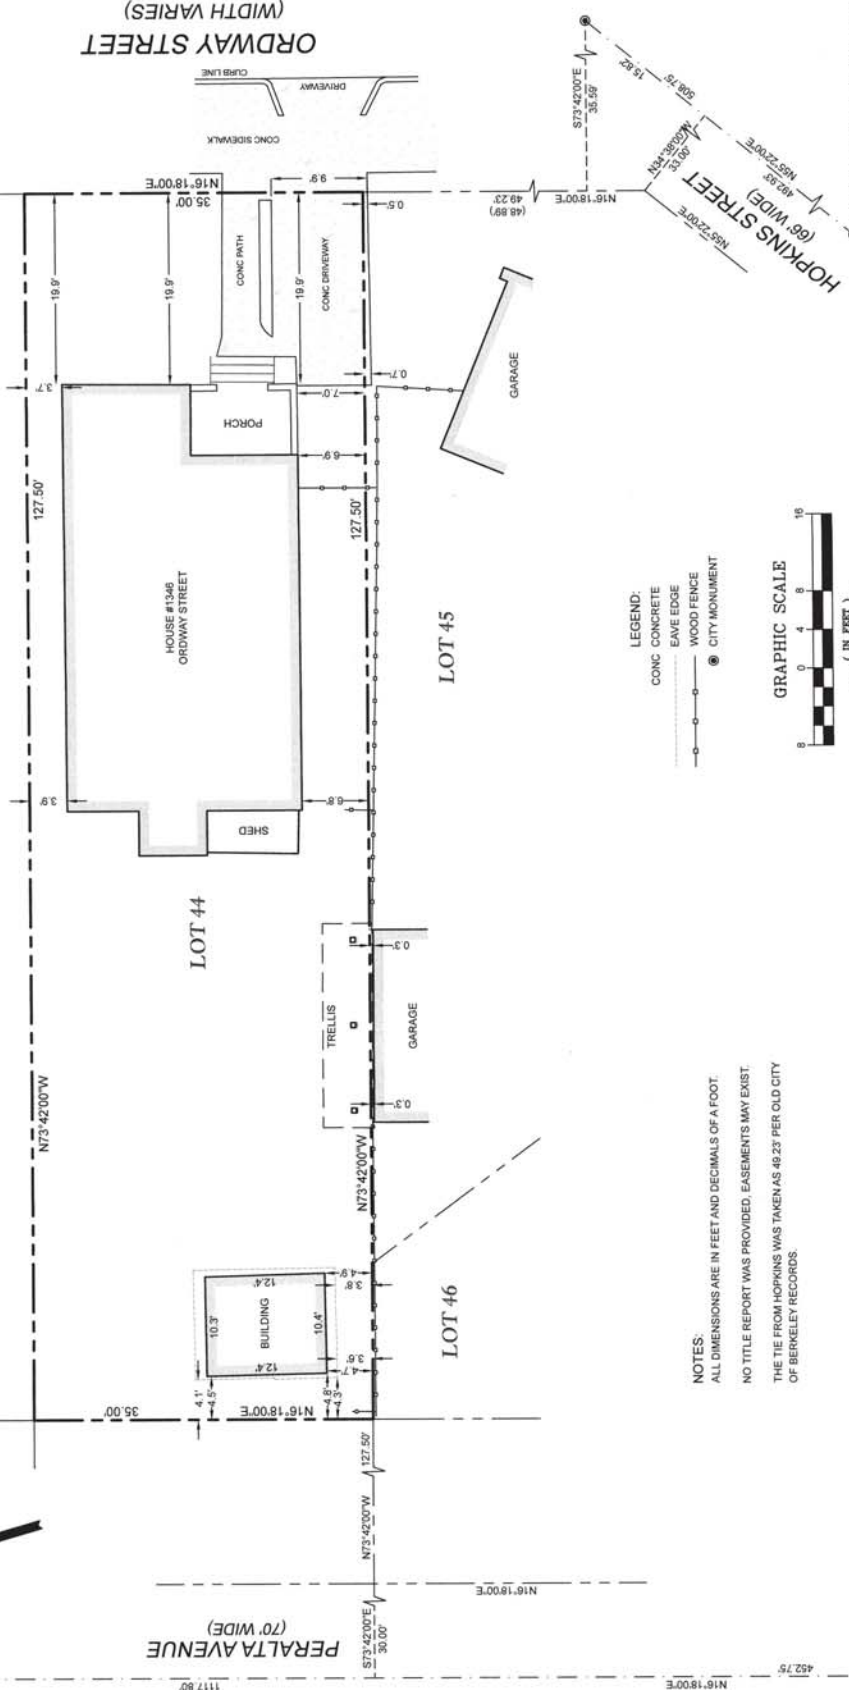 ORDWAY STREET
(WIDTH VARIES)
CURB LINE
DRIVEWAY
CONC SIDEWALK
N16°18'00"E
35.00'
9.9'
19.9'
19.9'
19.9'
CONC PATH
CONC DRIVEWAY
0.5'
0.7'
(48.89')
49.23'
N16°18'00"E
S73°42'00"E
35.59'
15.82'
508.75'
N34°38'00"W
33.00'
N55°22'00"E
492.93'
N55°22'00"E
HOPKINS STREET
(66' WIDE)
3.7'
7.0'
PORCH
6.9'
GARAGE
127.50'
127.50'
HOUSE #1346
ORDWAY STREET
LOT 45
3.9'
6.8'
SHED
LEGEND:
CONC CONCRETE
EAVE EDGE
WOOD FENCE
CITY MONUMENT
GRAPHIC SCALE
8 0 4 8 16
( IN FEET )
LOT 44
TRELLIS
0.3'
GARAGE
0.3'
N73°42'00"W
N73°42'00"W
12.4'
10.3'
BUILDING
10.4'
12.4'
4.9'
3.8'
3.6'
4.7'
4.1'
4.5'
4.8'
4.3'
LOT 46
35.00'
N16°18'00"E
NOTES:
ALL DIMENSIONS ARE IN FEET AND DECIMALS OF A FOOT.
NO TITLE REPORT WAS PROVIDED, EASEMENTS MAY EXIST.
THE TIE FROM HOPKINS WAS TAKEN AS 49.23' PER OLD CITY
OF BERKELEY RECORDS.
127.50'
N73°42'00"W
N16°18'00"E
S73°42'00"E
30.00'
PERALTA AVENUE
(70' WIDE)
1117.80'
N16°18'00"E
452.75'